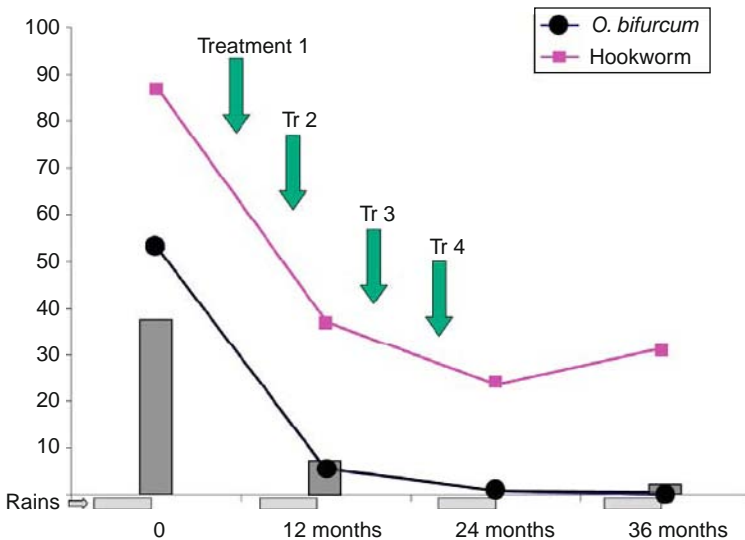 100
90
80
70
60
50
40
30
20
10
Rains
Treatment 1
Tr 2
Tr 3
Tr 4
O. bifurcum
Hookworm
0
12 months
24 months
36 months